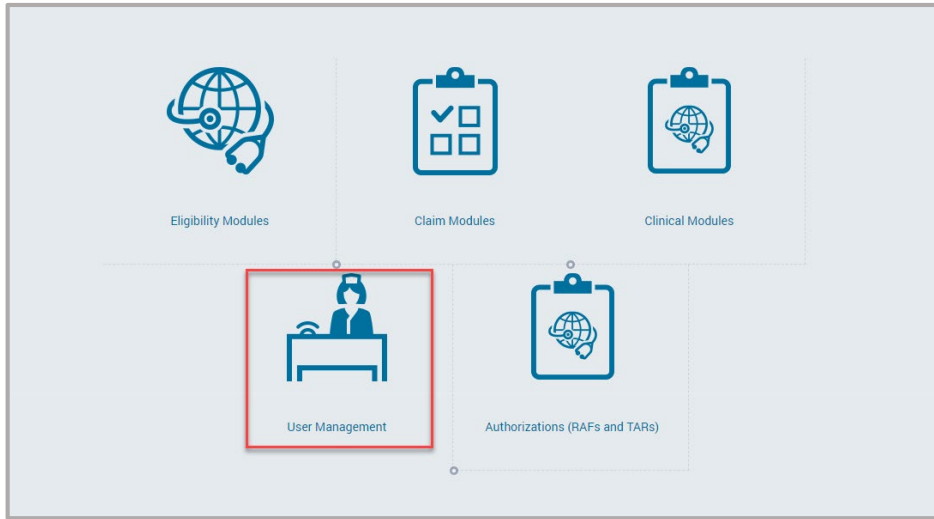 Eligibility Modules
Claim Modules
Clinical Modules
User Management
Authorizations (RAFs and TARs)